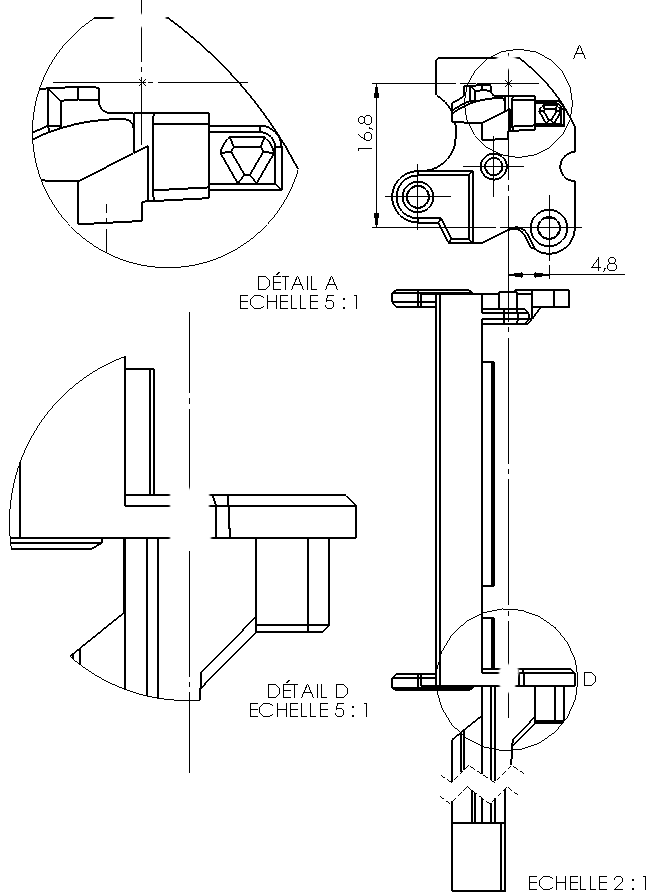 A
16,8
4,8
DÉTAIL A
ECHELLE 5 : 1
DÉTAIL D
ECHELLE 5 : 1
D
ECHELLE 2 : 1